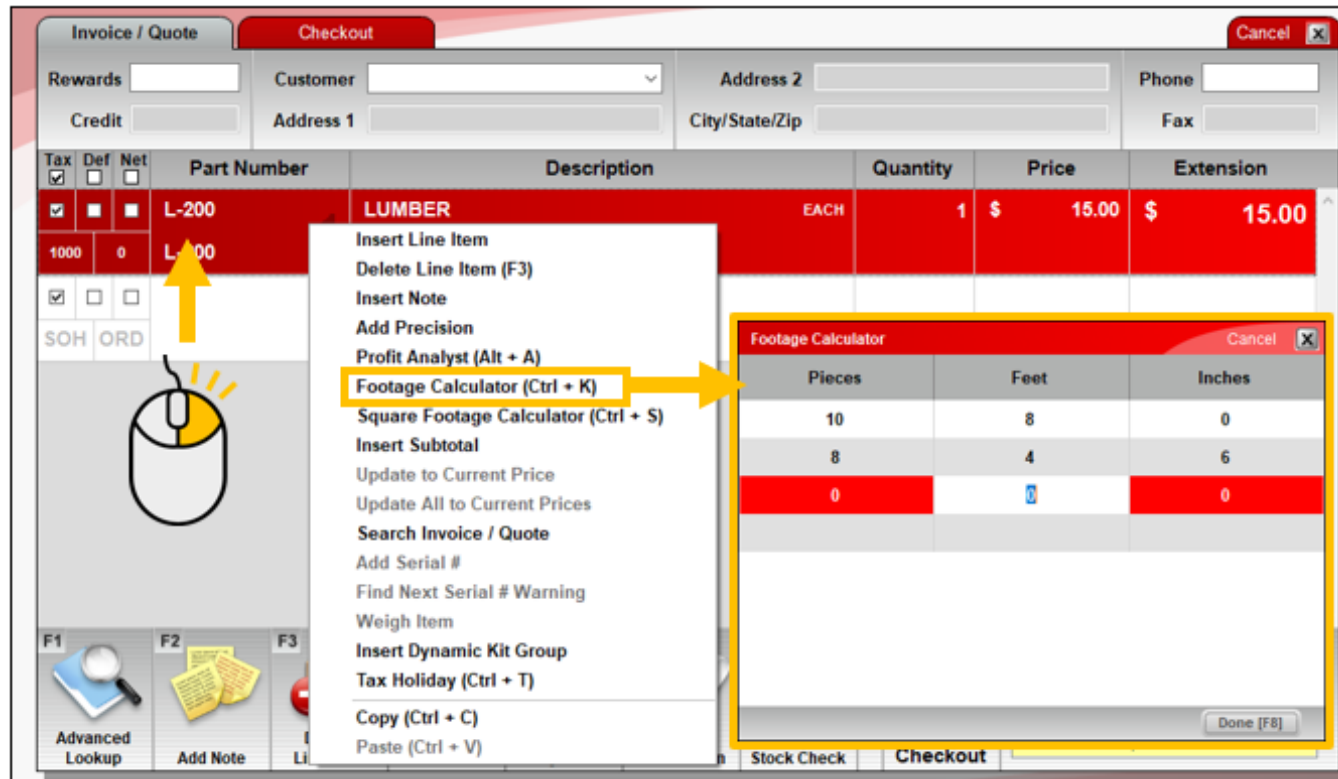 Invoice / Quote Checkout Cancel
Rewards Customer Address 2 Phone
Credit Address 1 City/State/Zip Fax
Tax Def Net Part Number Description Quantity Price Extension
L-200 LUMBER EACH 1 $ 15.00 $ 15.00
1000 0
SOH ORD
Insert Line Item
Delete Line Item (F3)
Insert Note
Add Precision
Profit Analyst (Alt + A)
Footage Calculator (Ctrl + K)
Square Footage Calculator (Ctrl + S)
Insert Subtotal
Update to Current Price
Update All to Current Prices
Search Invoice / Quote
Add Serial #
Find Next Serial # Warning
Weigh Item
Insert Dynamic Kit Group
Tax Holiday (Ctrl + T)
Copy (Ctrl + C)
Paste (Ctrl + V)
Footage Calculator Cancel
Pieces Feet Inches
10 8 0
8 4 6
0 0 0
Done [F8]
F1 F2 F3
Advanced
Lookup Add Note Stock Check Checkout